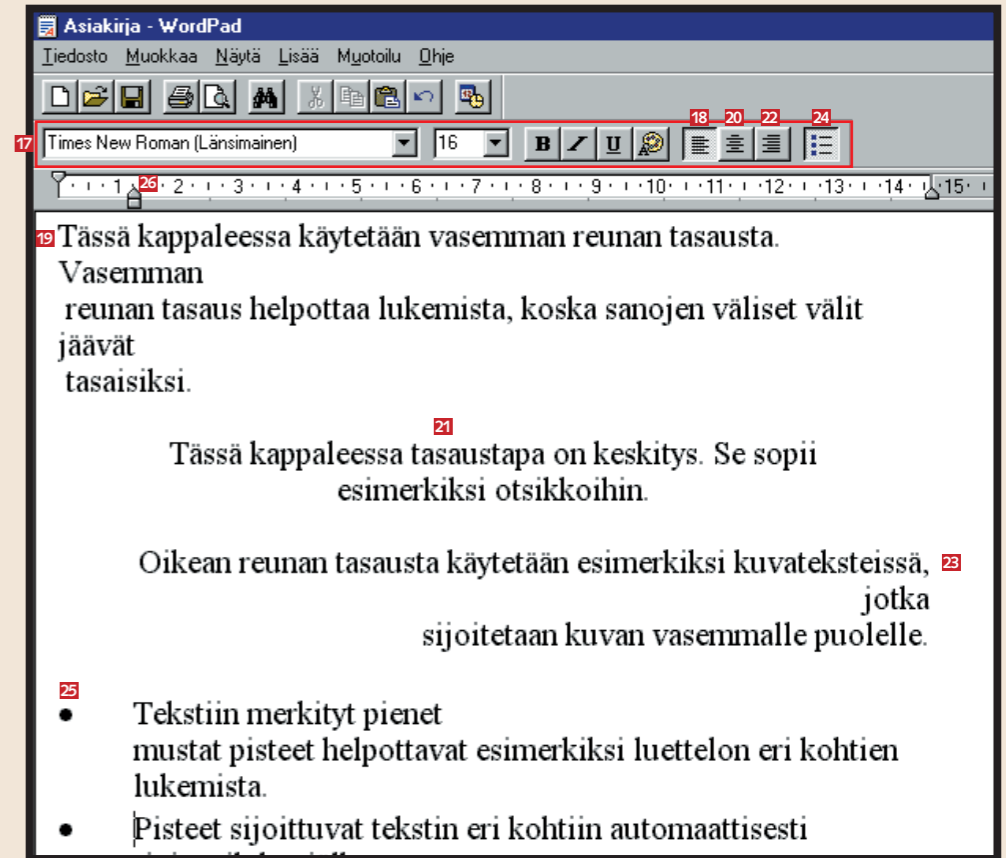 Asiakirja - WordPad
Tiedosto Muokkaa Näytä Lisää Muotoilu Ohje
18 20 22 24
17 Times New Roman (Länsimainen) 16 B I U
1 26 2 3 4 5 6 7 8 9 10 11 12 13 14 15
19 Tässä kappaleessa käytetään vasemman reunan tasausta.
Vasemman
reunan tasaus helpottaa lukemista, koska sanojen väliset välit
jäävät
tasaisiksi.
21
Tässä kappaleessa tasaustapa on keskitys. Se sopii
esimerkiksi otsikkoihin.
Oikean reunan tasausta käytetään esimerkiksi kuvateksteissä, 23
jotka
sijoitetaan kuvan vasemmalle puolelle.
25
• Tekstiin merkityt pienet
mustat pisteet helpottavat esimerkiksi luettelon eri kohtien
lukemista.
• Pisteet sijoittuvat tekstin eri kohtiin automaattisesti